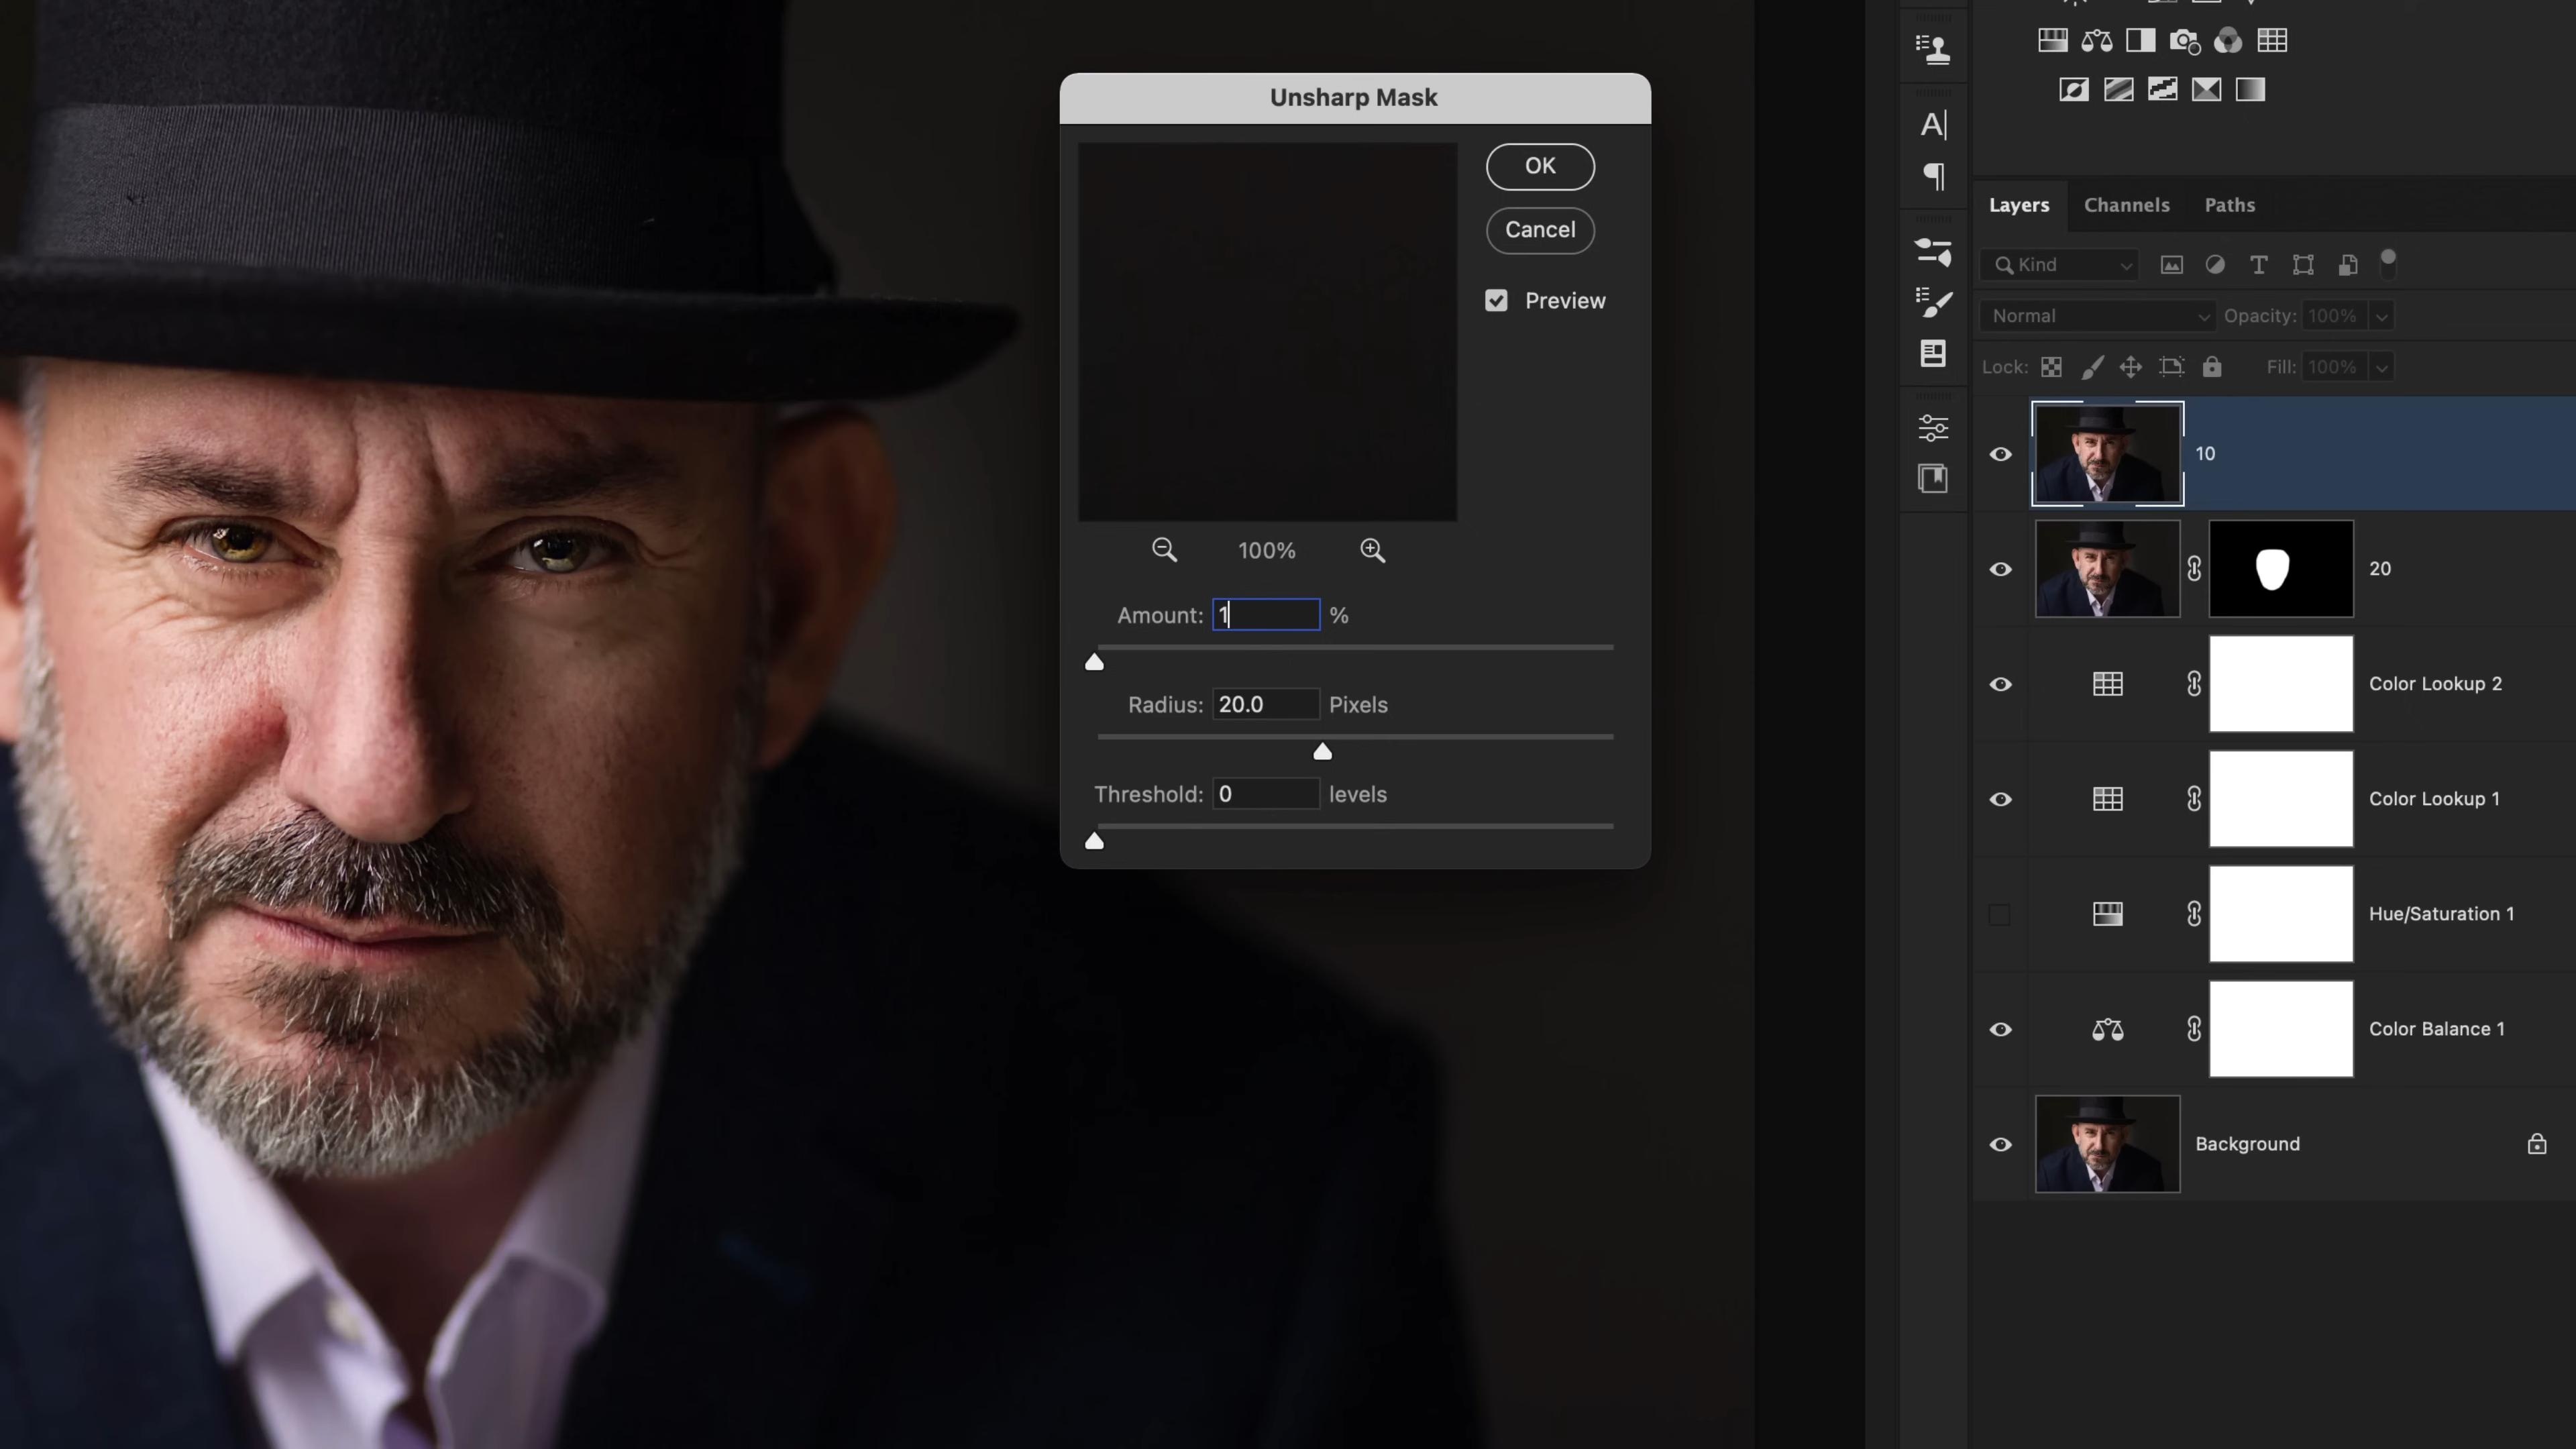 Unsharp Mask
OK
Cancel
Preview
100%
Amount: 1 %
Radius: 20.0 Pixels
Threshold: 0 levels
A
Layers Channels Paths
Kind
Normal Opacity: 100%
Lock: Fill: 100%
10
20
Color Lookup 2
Color Lookup 1
Hue/Saturation 1
Color Balance 1
Background